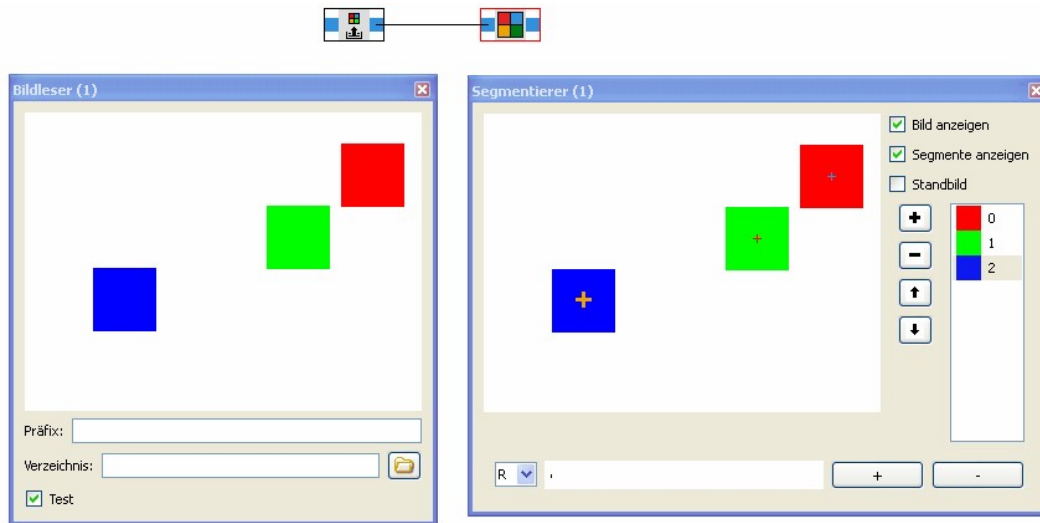 Bildleser (1)
Präfix:
Verzeichnis:
Test
Segmentierer (1)
Bild anzeigen
Segmente anzeigen
Standbild
+
-
0
1
2
R
+
-